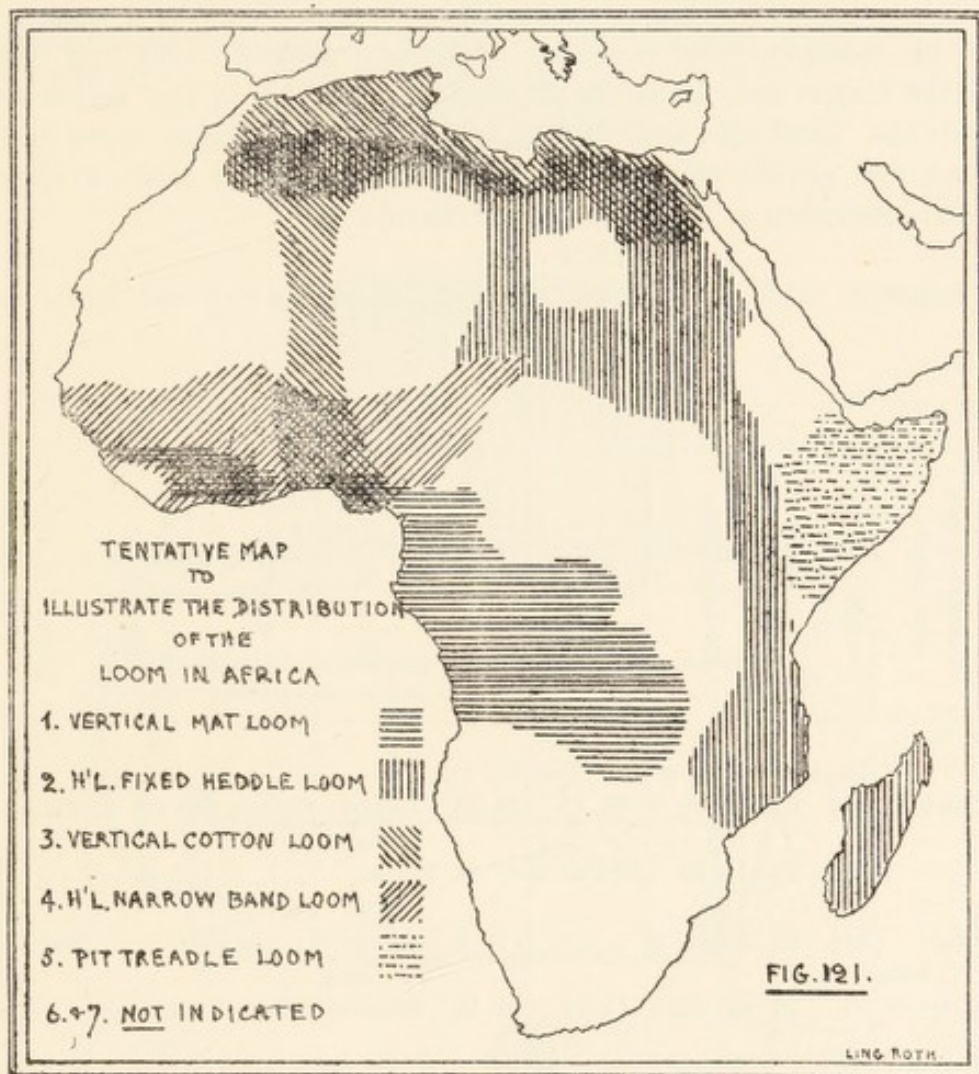 TENTATIVE MAP
TO
ILLUSTRATE THE DISTRIBUTION
OF THE
LOOM IN AFRICA
1. VERTICAL MAT LOOM
2. H'L. FIXED HEDDLE LOOM
3. VERTICAL COTTON LOOM
4. H'L. NARROW BAND LOOM
5. PIT TREADLE LOOM
6. & 7. NOT INDICATED
FIG. 121.
LING ROTH